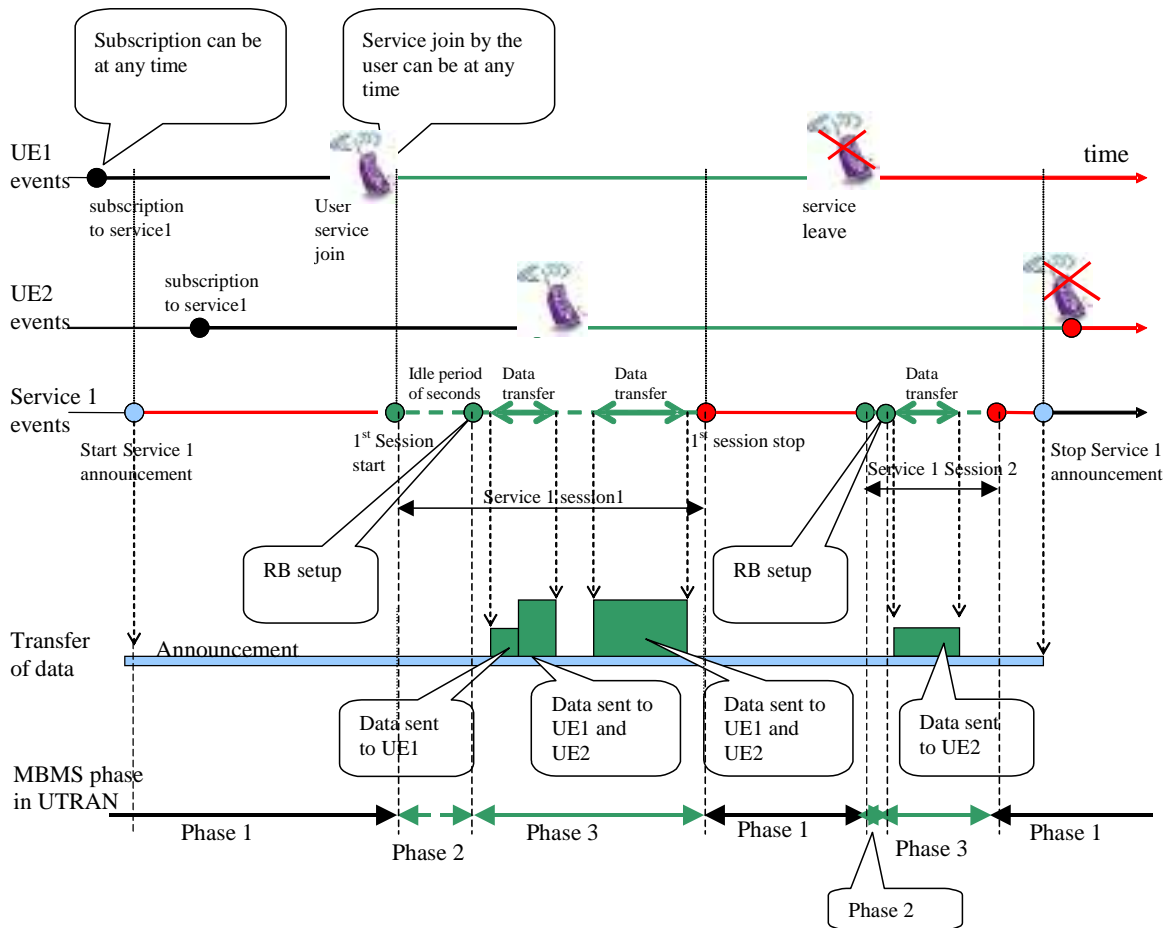 Subscription can be
at any time
Service join by the
user can be at any
time
UE1
events
time
subscription
to service1
User
service
join
service
leave
subscription
to service1
UE2
events
Service 1
events
Idle period
of seconds
Data
transfer
Data
transfer
Data
transfer
Start Service 1
announcement
1st Session
start
1st session stop
Stop Service 1
announcement
Service 1 session1
Service 1 Session 2
RB setup
RB setup
Transfer
of data
Announcement
Data sent
to UE1
Data sent to
UE1 and
UE2
Data sent to
UE1 and
UE2
Data sent
to UE2
MBMS phase
in UTRAN
Phase 1
Phase 2
Phase 3
Phase 1
Phase 3
Phase 1
Phase 2